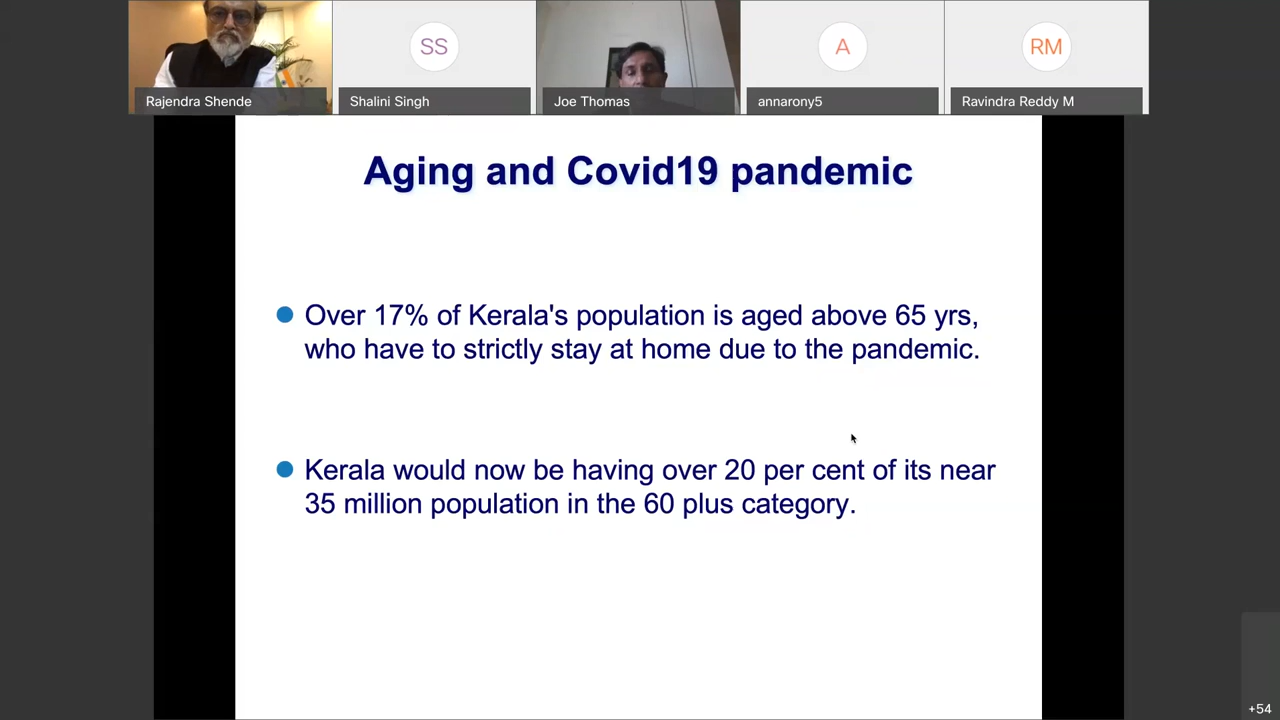 SS
A
RM
Rajendra Shende
Shalini Singh
Joe Thomas
annarony5
Ravindra Reddy M
Aging and Covid19 pandemic
Over 17% of Kerala's population is aged above 65 yrs,
who have to strictly stay at home due to the pandemic.
Kerala would now be having over 20 per cent of its near
35 million population in the 60 plus category.
+54